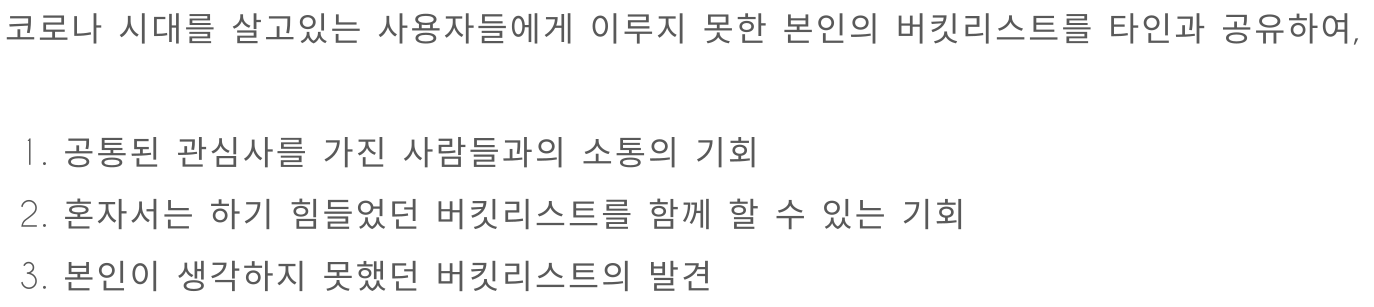 코로나 시대를 살고있는 사용자들에게 이루지 못한 본인의 버킷리스트를 타인과 공유하여,
1. 공통된 관심사를 가진 사람들과의 소통의 기회
2. 혼자서는 하기 힘들었던 버킷리스트를 함께 할 수 있는 기회
3. 본인이 생각하지 못했던 버킷리스트의 발견